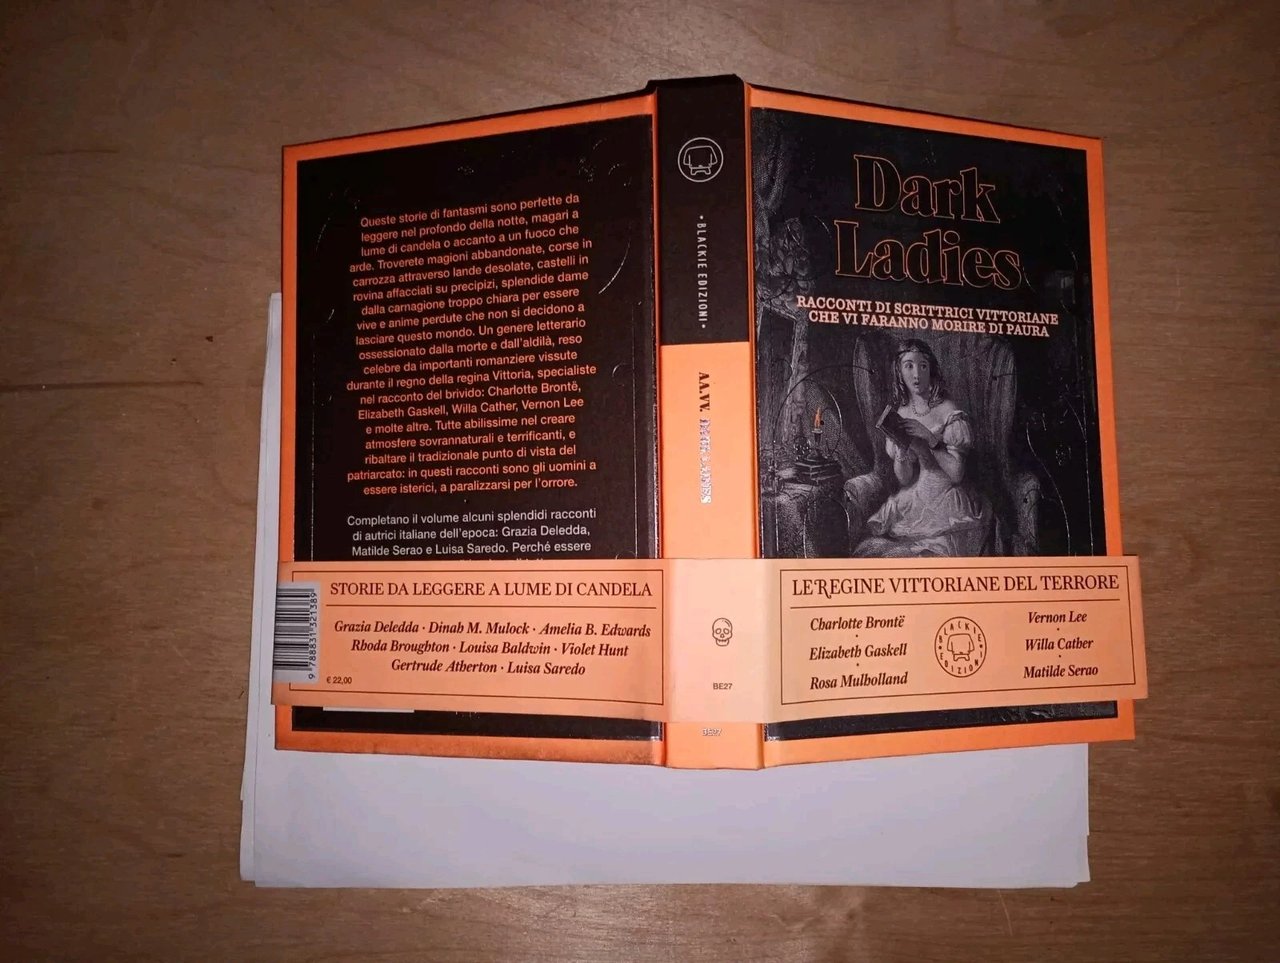 Queste storie di fantasmi sono perfette da
leggere nel profondo della notte, magari a
lume di candela o accanto a un fuoco che
arde. Troverete magioni abbandonate, corse in
carrozza attraverso lande desolate, castelli in
rovina affacciati su precipizi, splendide dame
dalla carnagione troppo chiara per essere
vive e anime perdute che non si decidono a
lasciare questo mondo. Un genere letterario
ossessionato dalla morte e dall'aldilà, reso
celebre da importanti romanziere vissute
durante il regno della regina Vittoria, specialiste
nel racconto del brivido: Charlotte Brontë,
Elizabeth Gaskell, Willa Cather, Vernon Lee
e molte altre. Tutte abilissime nel creare
atmosfere sovrannaturali e terrificanti, e
ribaltare il tradizionale punto di vista del
patriarcato: in questi racconti sono gli uomini a
essere isterici, a paralizzarsi per l'orrore.
Completano il volume alcuni splendidi racconti
di autrici italiane dell'epoca: Grazia Deledda,
Matilde Serao e Luisa Saredo. Perché essere
STORIE DA LEGGERE A LUME DI CANDELA
Grazia Deledda · Dinah M. Mulock · Amelia B. Edwards
Rhoda Broughton · Louisa Baldwin · Violet Hunt
Gertrude Atherton · Luisa Saredo
9 788831 321389
€ 22,00
• BLACKIE EDIZIONI •
AA.VV. DARK LADIES
BE27
BE27
Dark
Ladies
RACCONTI DI SCRITTRICI VITTORIANE
CHE VI FARANNO MORIRE DI PAURA
LE REGINE VITTORIANE DEL TERRORE
Charlotte Brontë
Elizabeth Gaskell
Rosa Mulholland
BLACKIE EDIZIONI
Vernon Lee
Willa Cather
Matilde Serao